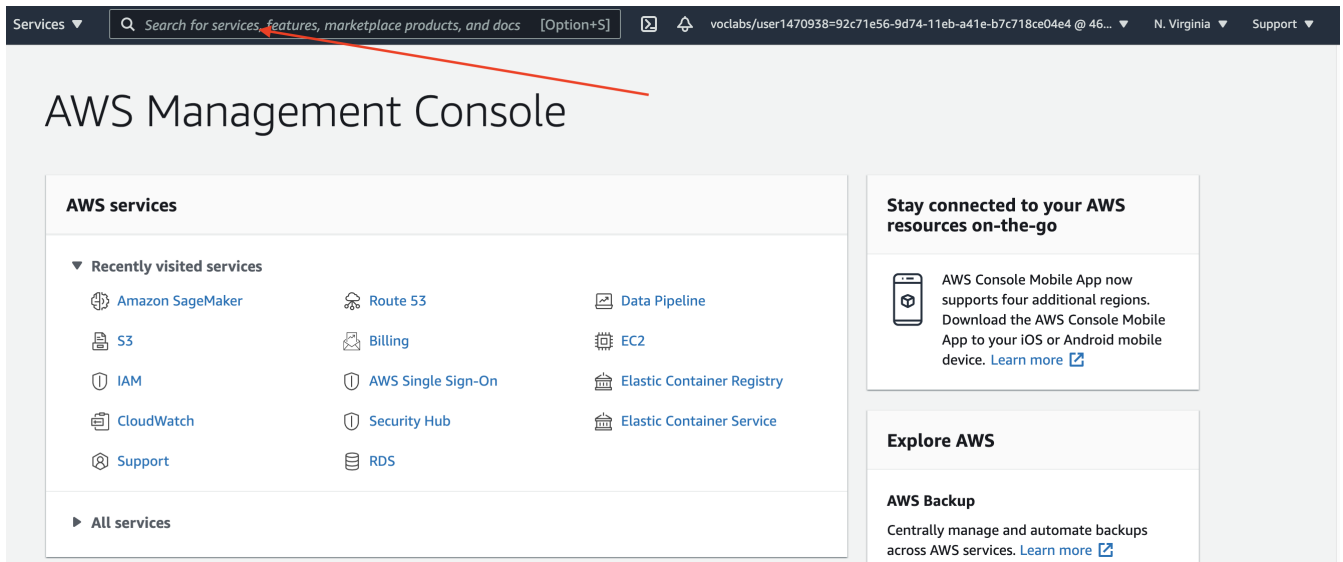 Services ▼
Search for services, features, marketplace products, and docs [Option+S]
voclabs/user1470938=92c71e56-9d74-11eb-a41e-b7c718ce04e4 @ 46... ▼
N. Virginia ▼
Support ▼
AWS Management Console
AWS services
▼ Recently visited services
Amazon SageMaker
Route 53
Data Pipeline
S3
Billing
EC2
IAM
AWS Single Sign-On
Elastic Container Registry
CloudWatch
Security Hub
Elastic Container Service
Support
RDS
▶ All services
Stay connected to your AWS
resources on-the-go
AWS Console Mobile App now
supports four additional regions.
Download the AWS Console Mobile
App to your iOS or Android mobile
device. Learn more
Explore AWS
AWS Backup
Centrally manage and automate backups
across AWS services. Learn more